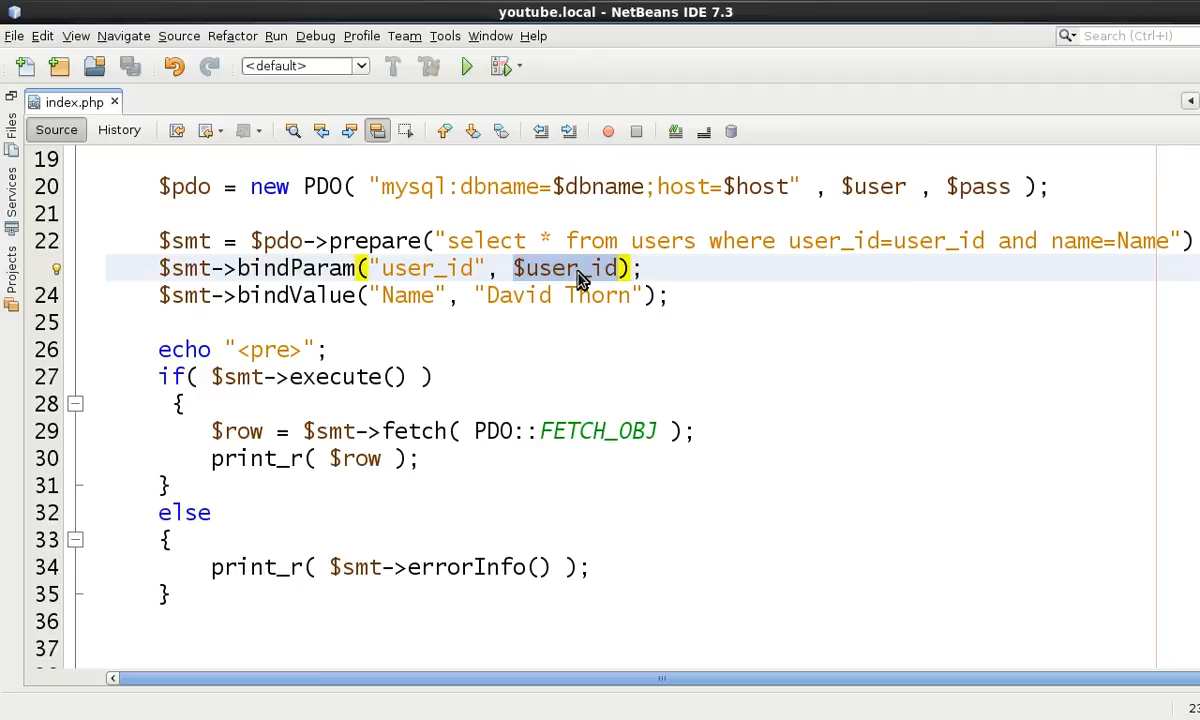 youtube.local - NetBeans IDE 7.3
File Edit View Navigate Source Refactor Run Debug Profile Team Tools Window Help
Search (Ctrl+I)
<default>
index.php
Source History
Files
Services
Projects
19
20 $pdo = new PDO( "mysql:dbname=$dbname;host=$host" , $user , $pass );
21
22 $smt = $pdo->prepare("select * from users where user_id=user_id and name=Name")
$smt->bindParam("user_id", $user_id);
24 $smt->bindValue("Name", "David Thorn");
25
26 echo "<pre>";
27 if( $smt->execute() )
28 {
29 $row = $smt->fetch( PDO::FETCH_OBJ );
30 print_r( $row );
31 }
32 else
33 {
34 print_r( $smt->errorInfo() );
35 }
36
37